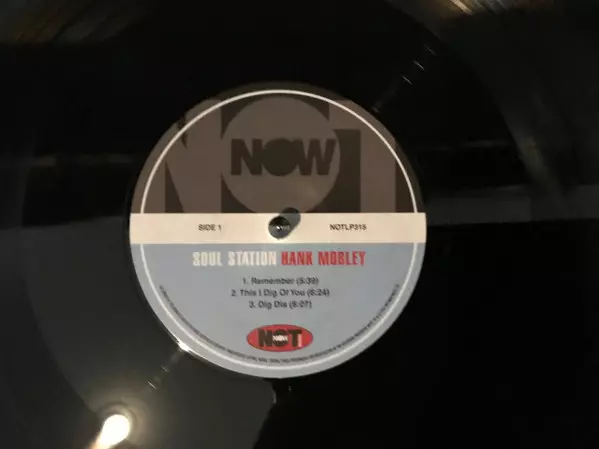 NOT
NOW
SIDE 1
NOTLP315
SOUL STATION HANK MOBLEY
1. Remember (5:39)
2. This I Dig Of You (6:24)
3. Dig Dis (6:07)
NOT
NOW